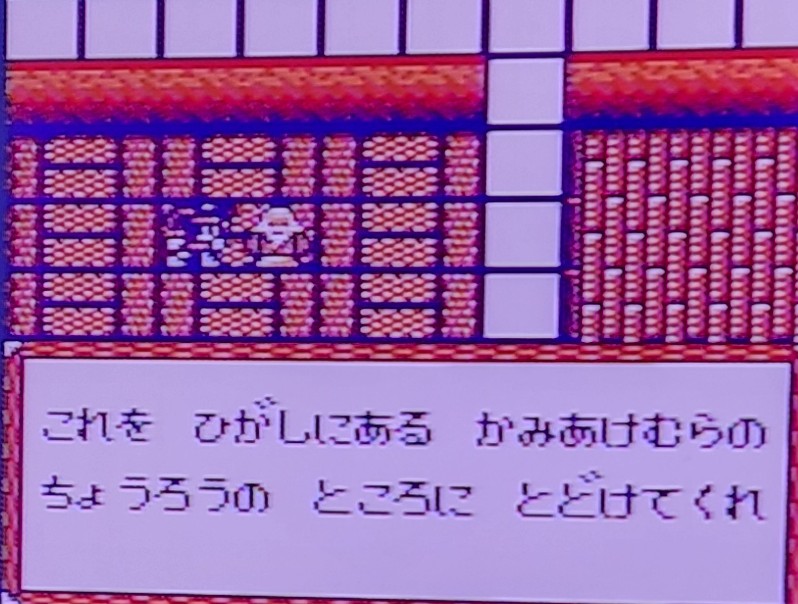 これを ひがしにある かみあけむらの
ちょうろうの ところに とどけてくれ